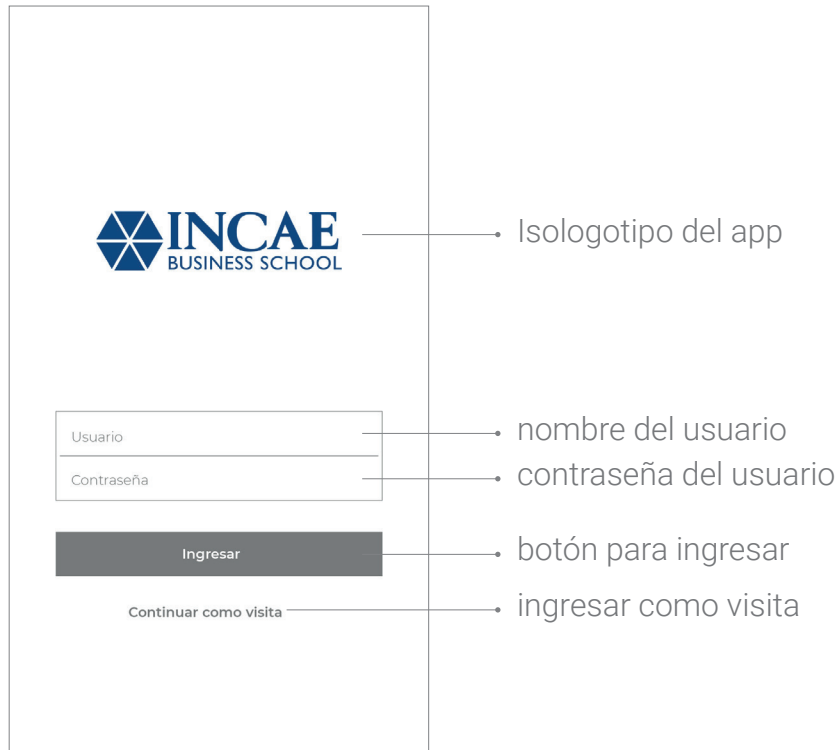 INCAE
BUSINESS SCHOOL
Isologotipo del app
Usuario
nombre del usuario
Contraseña
contraseña del usuario
Ingresar
botón para ingresar
Continuar como visita
ingresar como visita